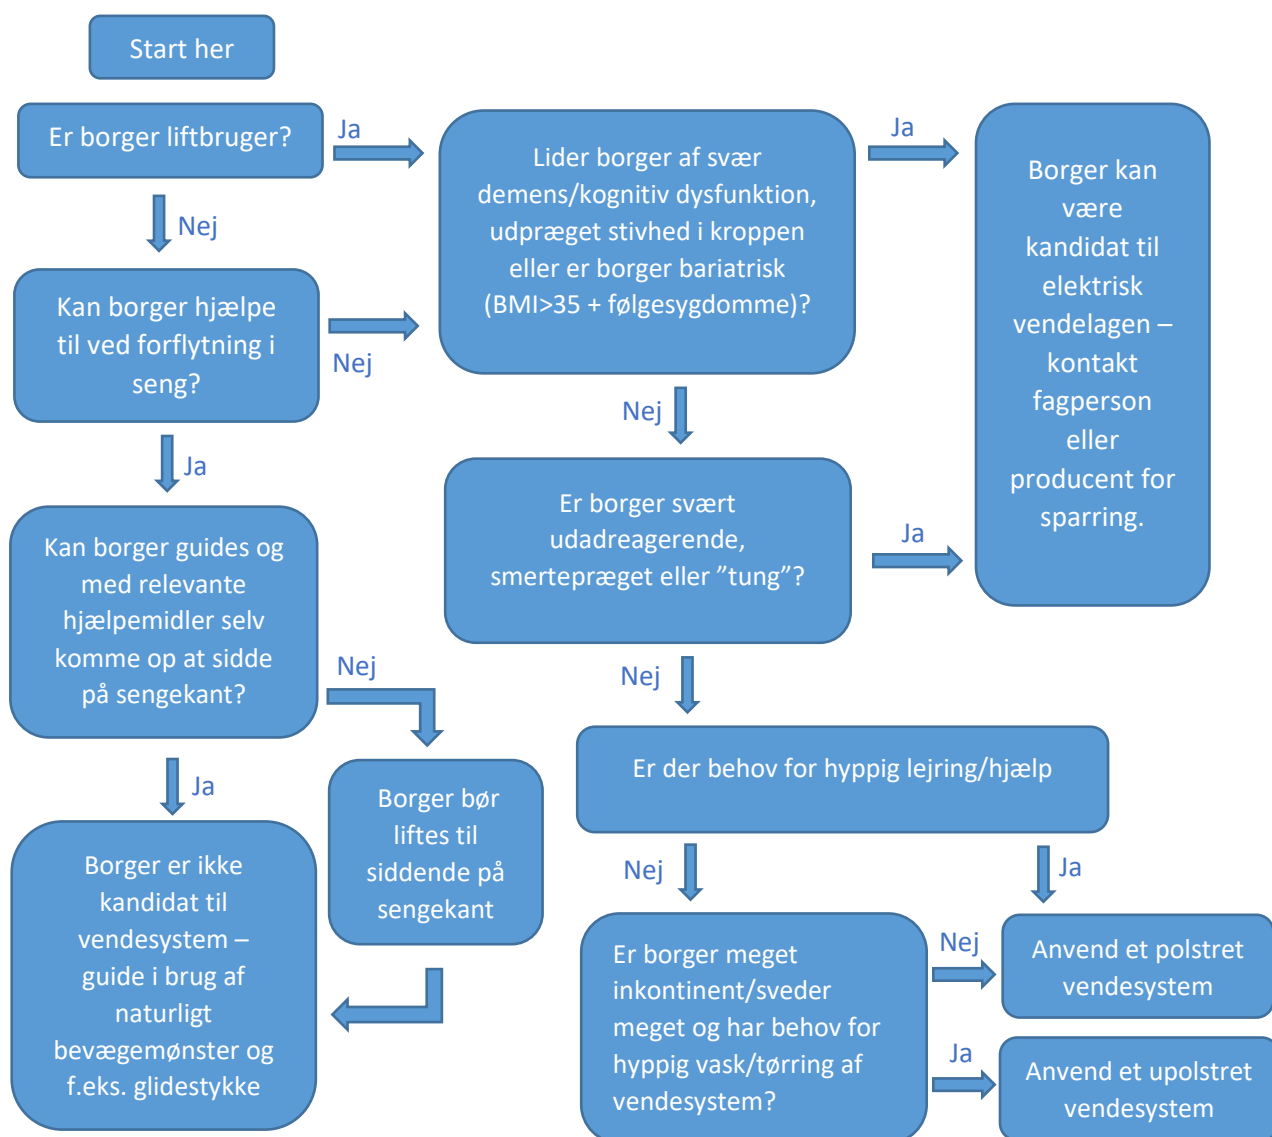 Start her
Er borger liftbruger?
Ja
Lider borger af svær
demens/kognitiv dysfunktion,
udpræget stivhed i kroppen
eller er borger bariatrisk
(BMI>35 + følgesygdomme)?
Ja
Borger kan
være
kandidat til
elektrisk
vendelagen –
kontakt
fagperson
eller
producent for
sparring.
Nej
Kan borger hjælpe
til ved forflytning i
seng?
Nej
Nej
Ja
Er borger svært
udadreagerende,
smertepræget eller ”tung”?
Ja
Kan borger guides og
med relevante
hjælpemidler selv
komme op at sidde
på sengekant?
Nej
Nej
Er der behov for hyppig lejring/hjælp
Ja
Borger bør
liftes til
siddende på
sengekant
Nej
Ja
Borger er ikke
kandidat til
vendesystem –
guide i brug af
naturligt
bevægemønster og
f.eks. glidestykke
Er borger meget
inkontinent/sveder
meget og har behov for
hyppig vask/tørring af
vendesystem?
Nej
Anvend et polstret
vendesystem
Ja
Anvend et upolstret
vendesystem